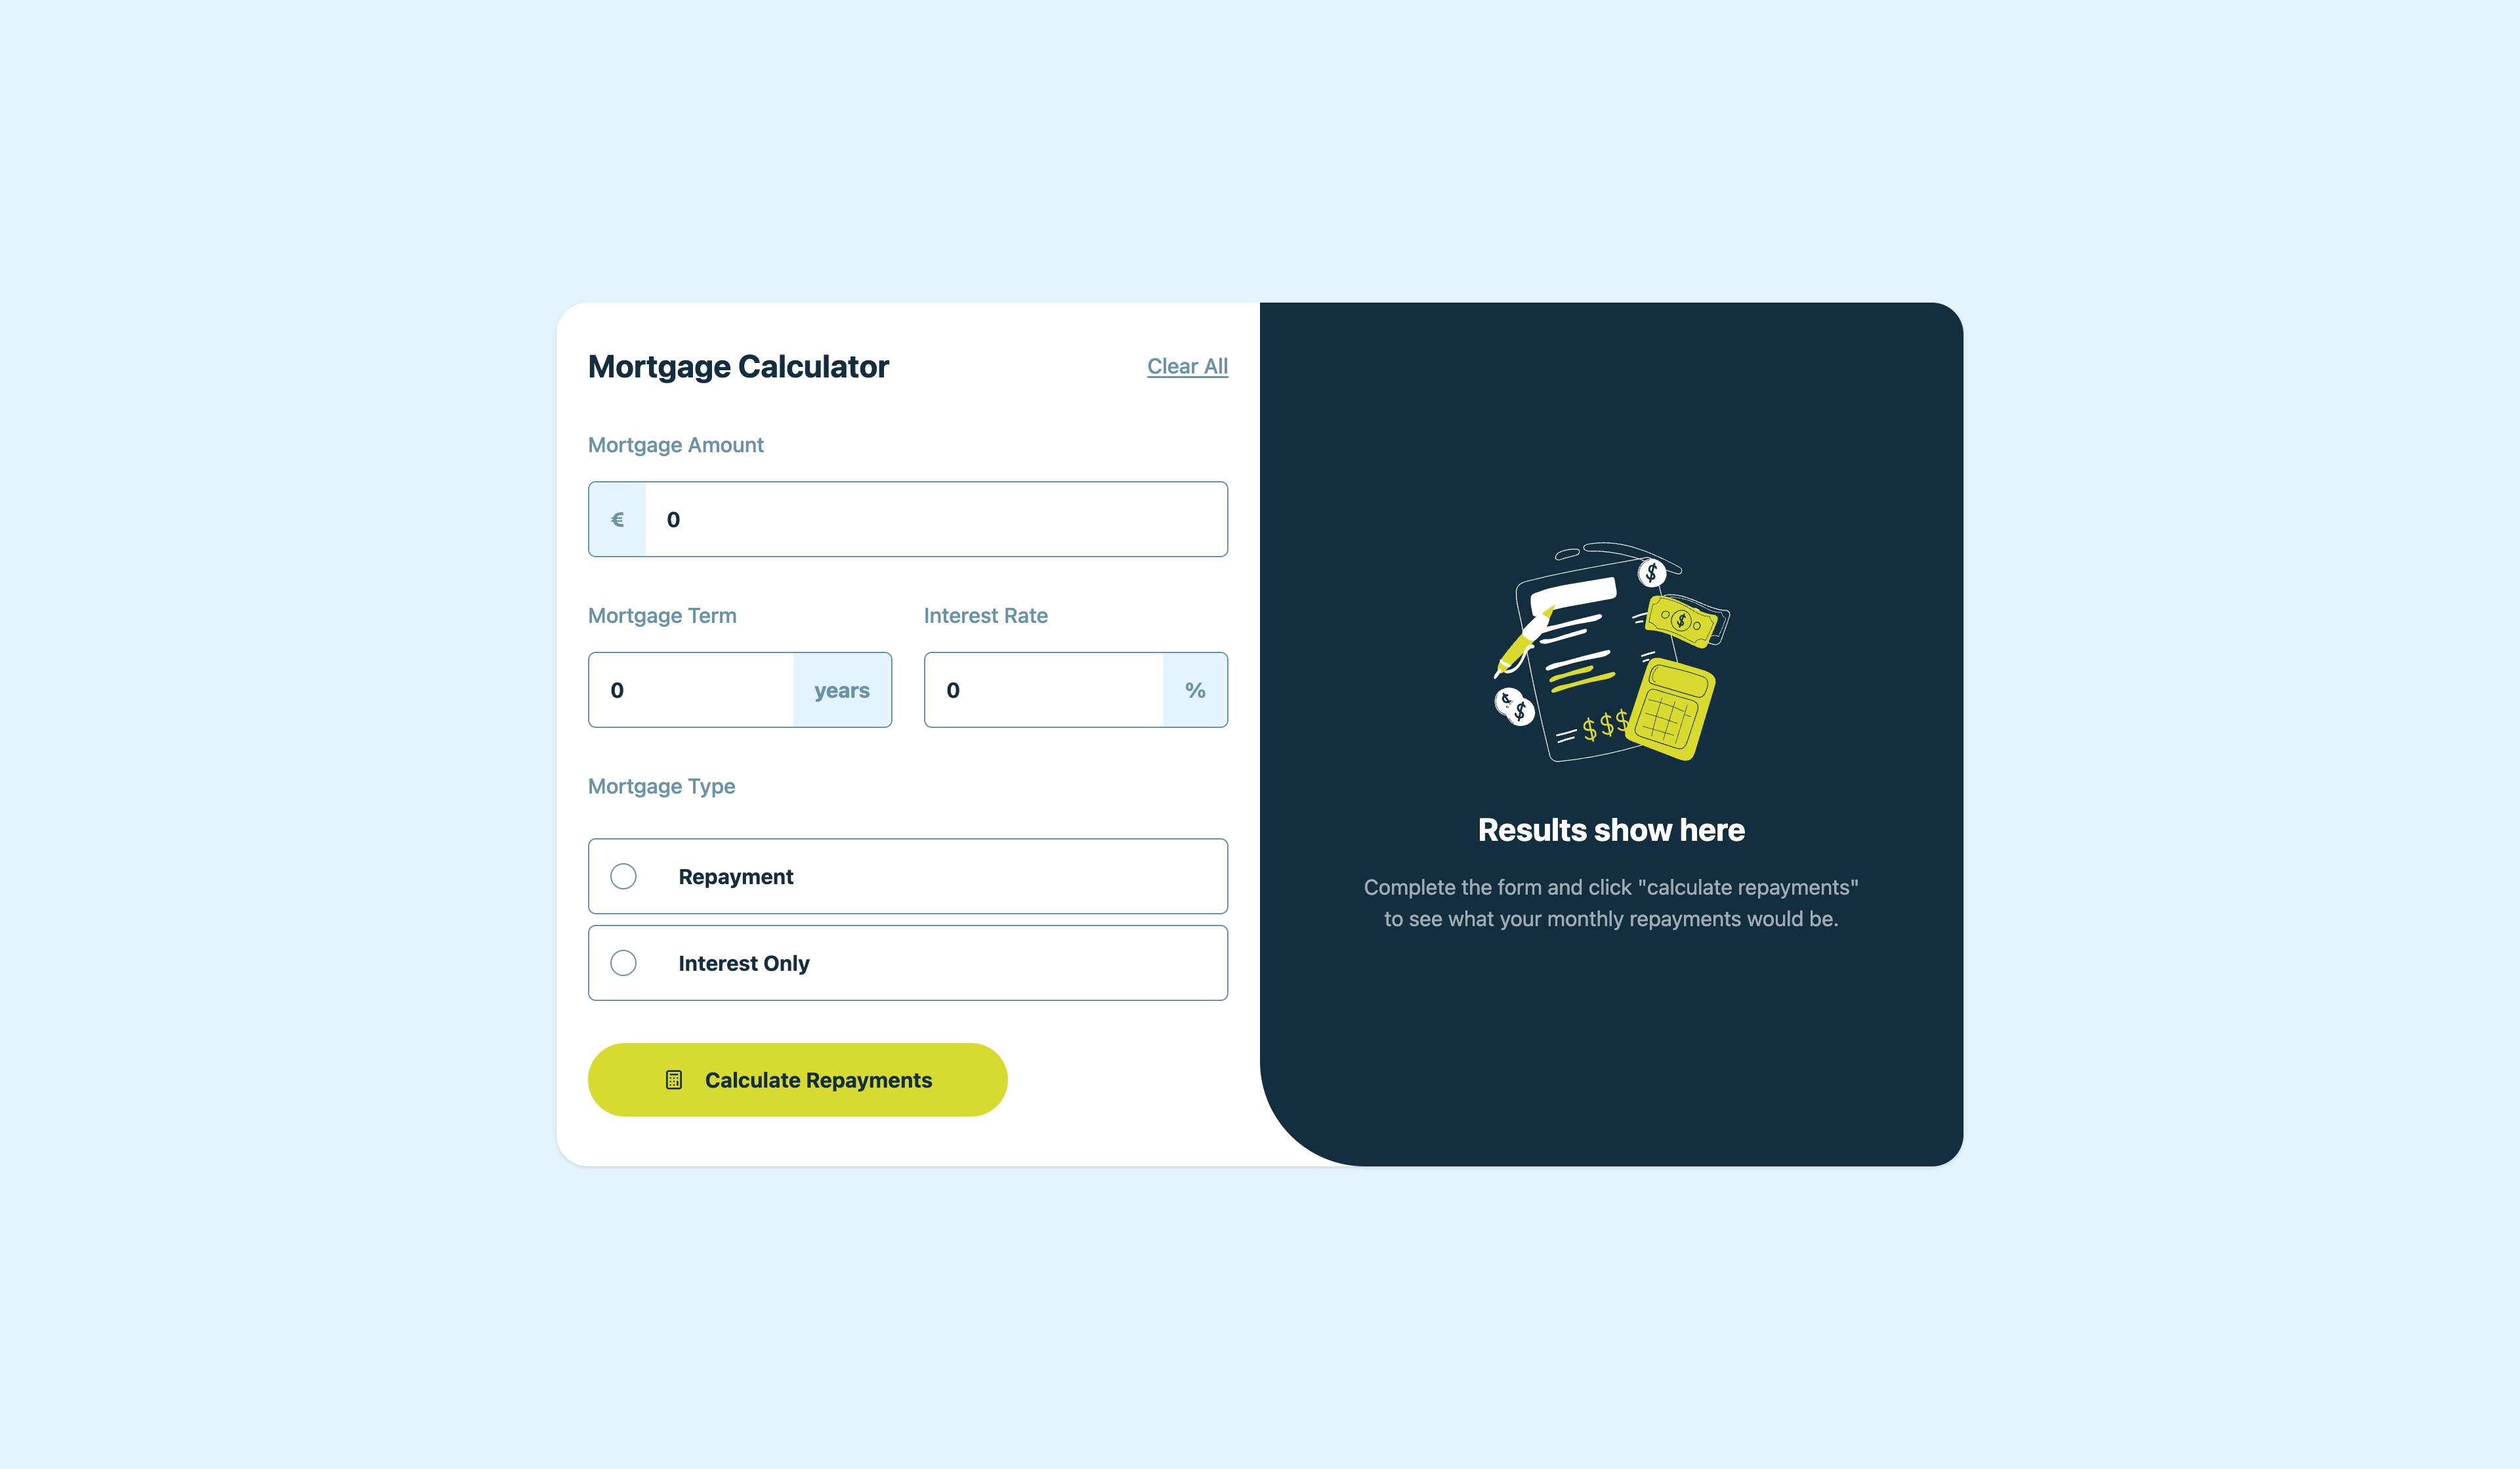 Mortgage Calculator
Clear All
Mortgage Amount
€
0
Mortgage Term
Interest Rate
0
years
0
%
Mortgage Type
Repayment
Interest Only
Calculate Repayments
$
$
$
$
$$$
Results show here
Complete the form and click "calculate repayments"
to see what your monthly repayments would be.